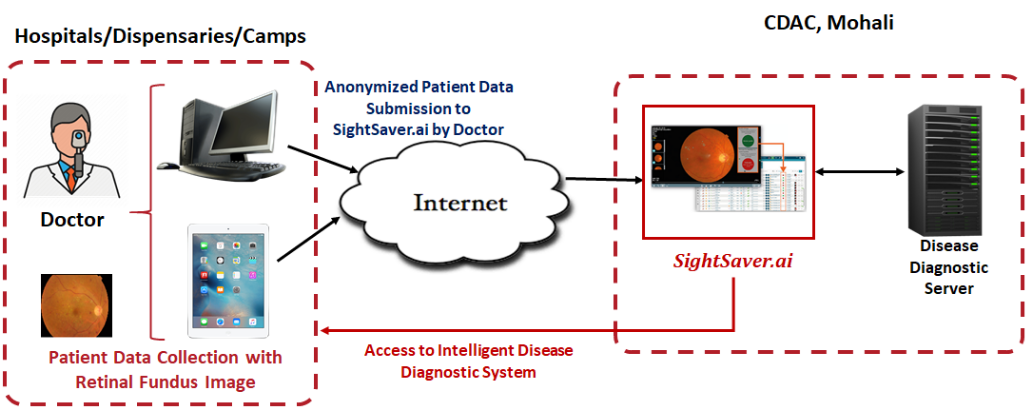 Hospitals/Dispensaries/Camps
CDAC, Mohali
Anonymized Patient Data
Submission to
SightSaver.ai by Doctor
Doctor
Internet
SightSaver.ai
Disease
Diagnostic
Server
Patient Data Collection with
Retinal Fundus Image
Access to Intelligent Disease
Diagnostic System